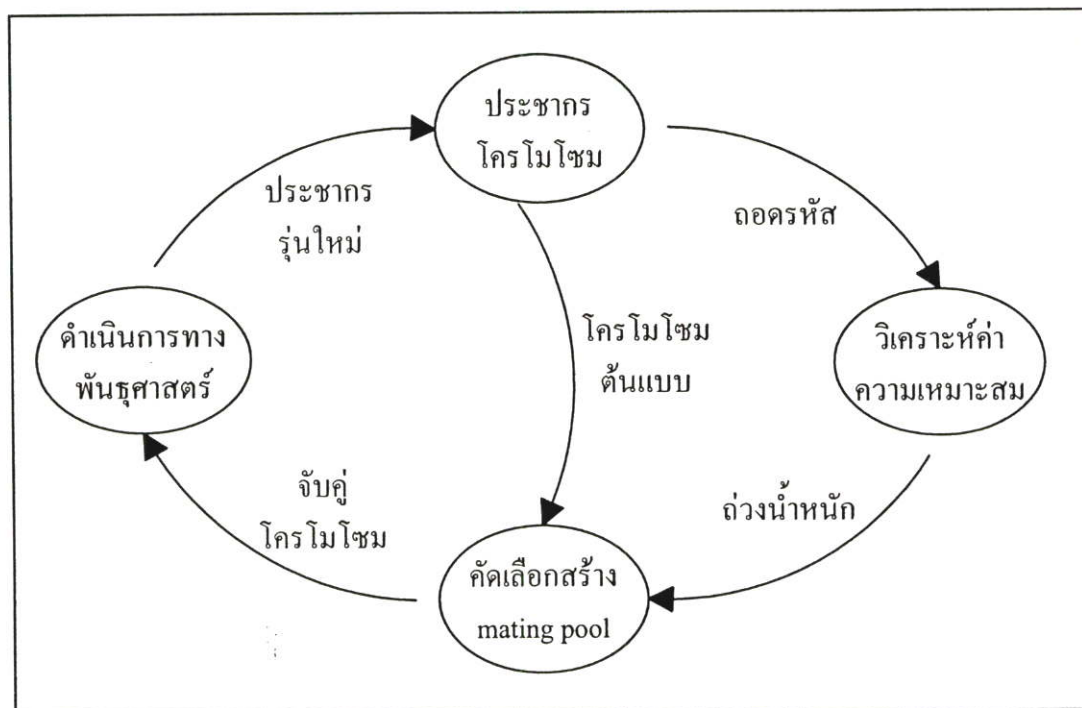 ประชากร
โครโมโซม
ประชากร
รุ่นใหม่
ถอดรหัส
ดำเนินการทาง
พันธุศาสตร์
โครโมโซม
ต้นแบบ
วิเคราะห์ค่า
ความเหมาะสม
จับคู่
โครโมโซม
ถ่วงน้ำหนัก
คัดเลือกสร้าง
mating pool